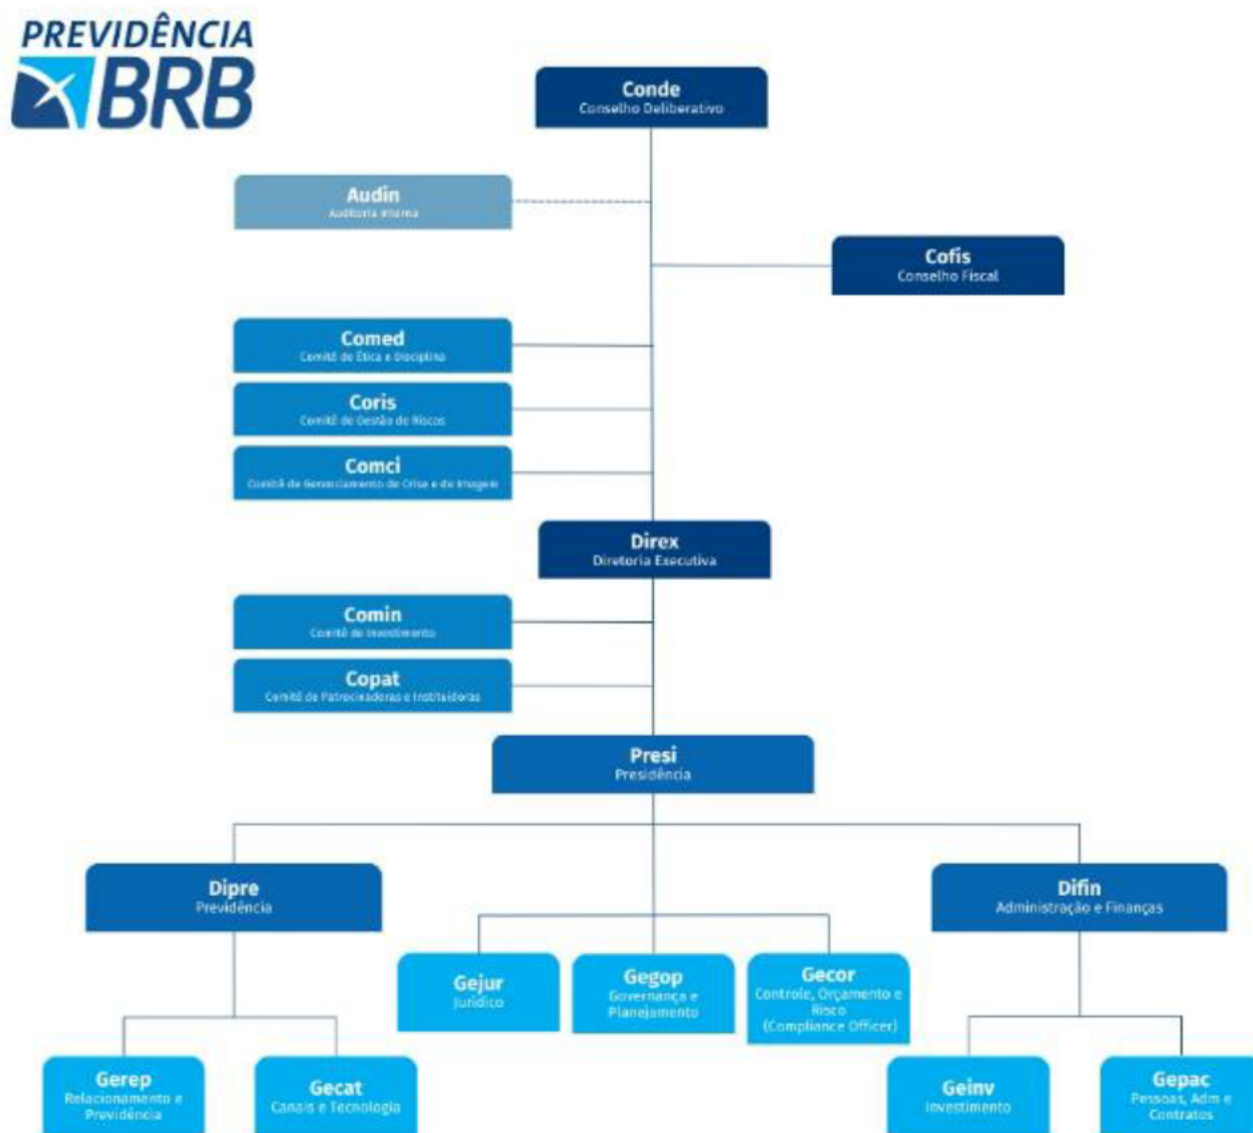 PREVIDÊNCIA
BRB
Conde
Conselho Deliberativo
Audin
Auditoria Interna
Cofis
Conselho Fiscal
Comed
Comitê de Ética e Disciplina
Coris
Comitê de Gestão de Riscos
Comci
Comitê de Gerenciamento de Crise e de Imagem
Direx
Diretoria Executiva
Comin
Comitê de Investimento
Copat
Comitê de Patrocinadoras e Instituidoras
Presi
Presidência
Dipre
Previdência
Difin
Administração e Finanças
Gejur
Jurídico
Gegop
Governança e
Planejamento
Gecor
Controle, Orçamento e
Risco
(Compliance Officer)
Gerep
Relacionamento e
Previdência
Gecat
Canais e Tecnologia
Geinv
Investimento
Gepac
Pessoas, Adm e
Contratos